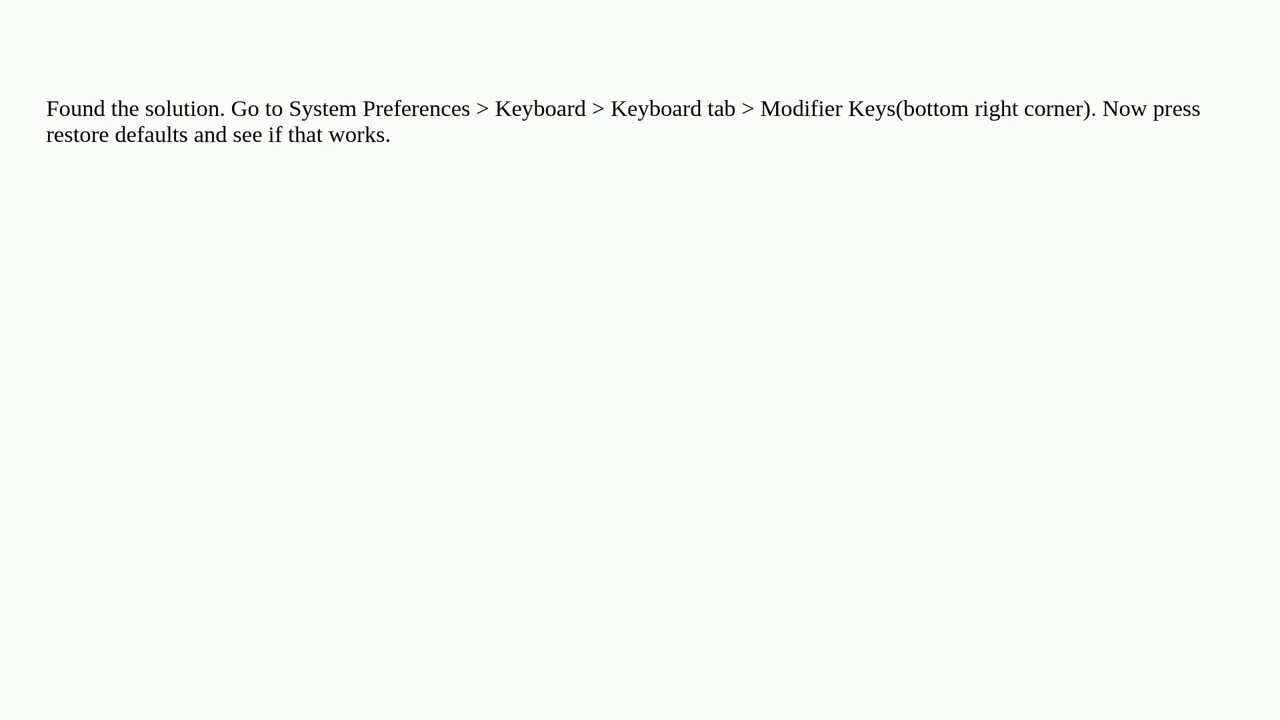 Found the solution. Go to System Preferences > Keyboard > Keyboard tab > Modifier Keys(bottom right corner). Now press
restore defaults and see if that works.